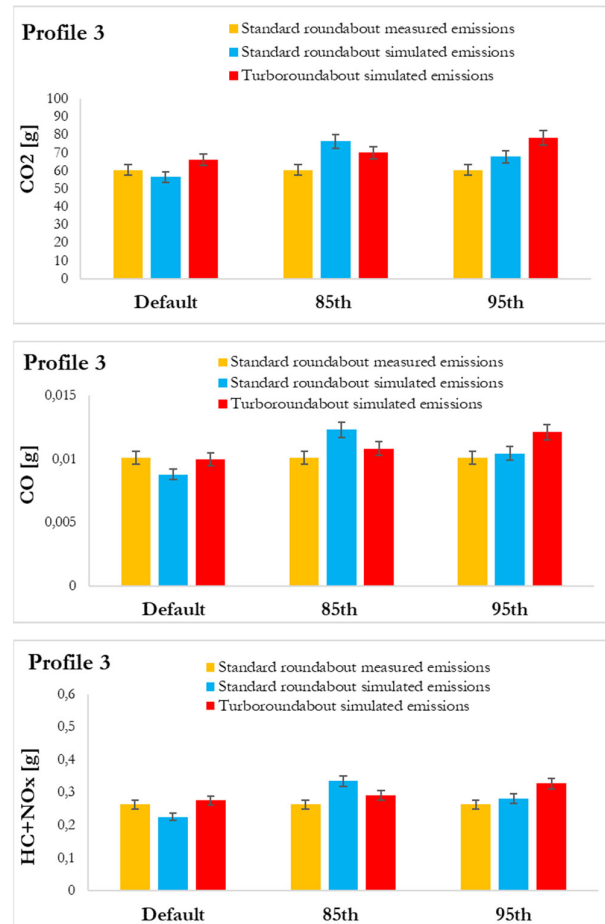 Profile 3
Standard roundabout measured emissions
Standard roundabout simulated emissions
Turboroundabout simulated emissions
CO2 [g]
100
90
80
70
60
50
40
30
20
10
0
Default 85th 95th
Profile 3
Standard roundabout measured emissions
Standard roundabout simulated emissions
Turboroundabout simulated emissions
CO [g]
0,015
0,01
0,005
0
Default 85th 95th
Profile 3
Standard roundabout measured emissions
Standard roundabout simulated emissions
Turboroundabout simulated emissions
HC+NOx [g]
0,6
0,5
0,4
0,3
0,2
0,1
0
Default 85th 95th